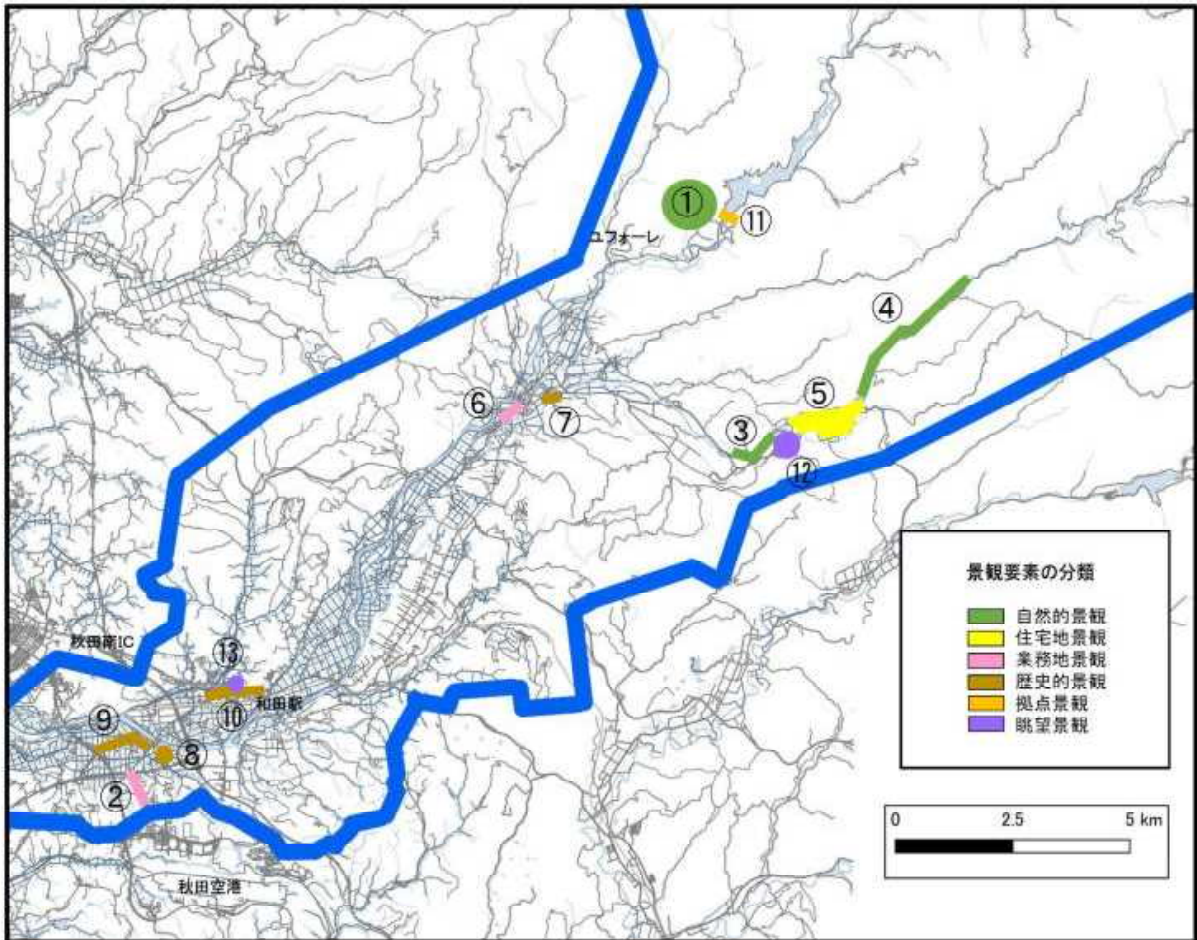 ①
ユフォーレ
⑪
④
⑤
⑥
⑦
③
⑫
景観要素の分類
自然的景観
住宅地景観
業務地景観
歴史的景観
拠点景観
眺望景観
秋田南IC
⑬
和田駅
⑩
⑨
⑧
②
0 2.5 5 km
秋田空港